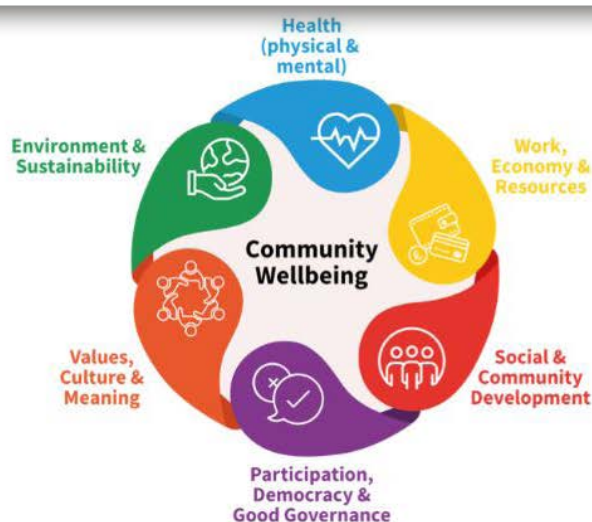 Health
(physical &
mental)
Environment &
Sustainability
Work,
Economy &
Resources
Community
Wellbeing
Values,
Culture &
Meaning
Social &
Community
Development
Participation,
Democracy &
Good Governance